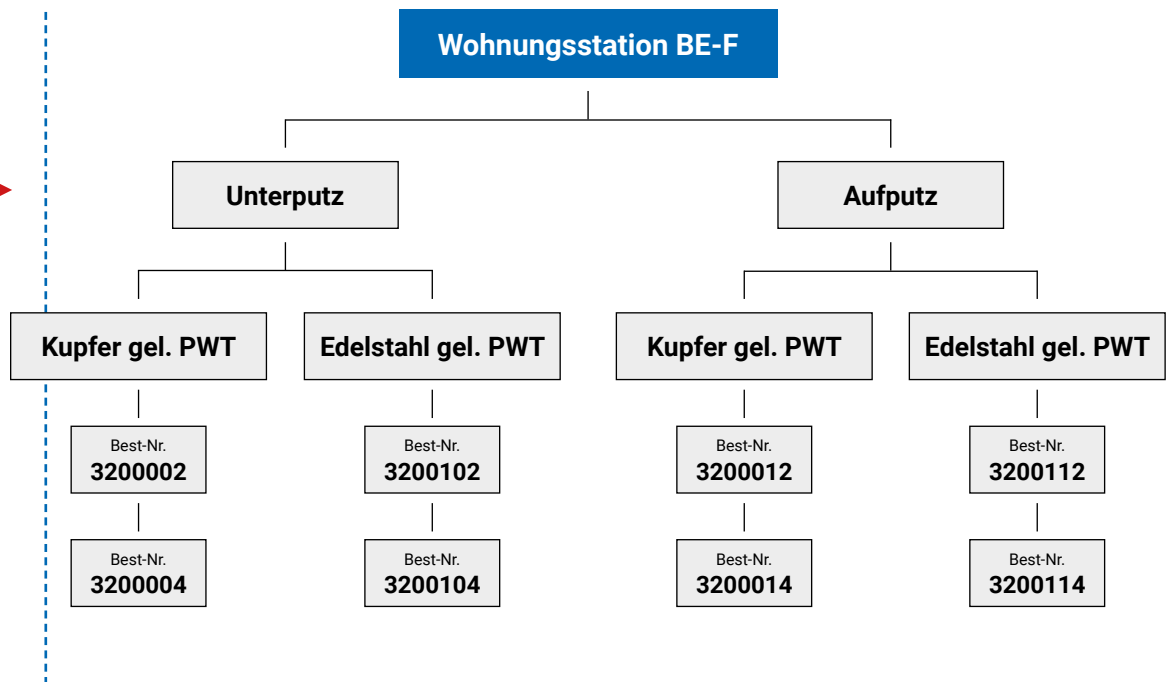 Wohnungsstation BE-F
Unterputz
Aufputz
Kupfer gel. PWT
Edelstahl gel. PWT
Kupfer gel. PWT
Edelstahl gel. PWT
Best-Nr.
3200002
Best-Nr.
3200102
Best-Nr.
3200012
Best-Nr.
3200112
Best-Nr.
3200004
Best-Nr.
3200104
Best-Nr.
3200014
Best-Nr.
3200114